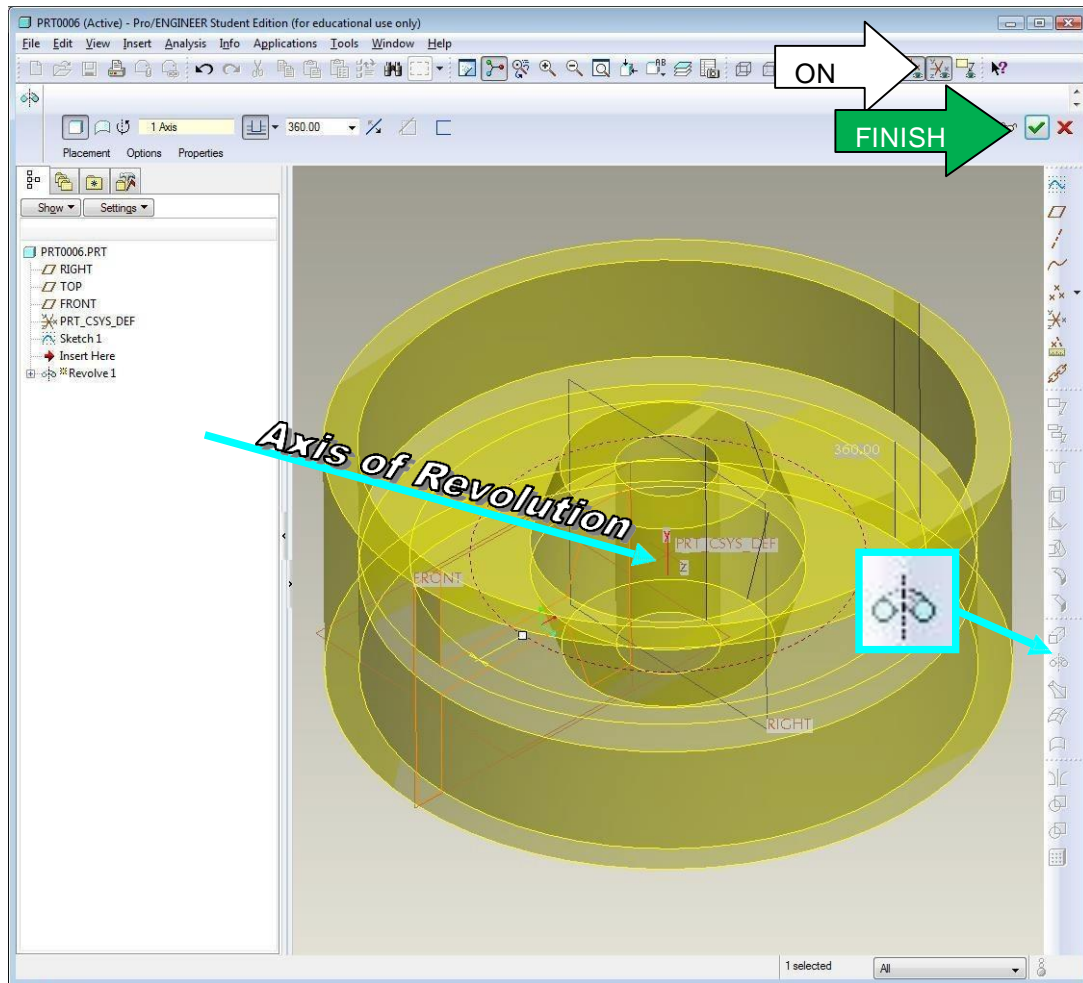 PRT0006 (Active) - Pro/ENGINEER Student Edition (for educational use only)
File Edit View Insert Analysis Info Applications Tools Window Help
ON
1 Axis 360.00
FINISH
Placement Options Properties
Show Settings
PRT0006.PRT
RIGHT
TOP
FRONT
PRT_CSYS_DEF
Sketch 1
Insert Here
Revolve 1
Axis of Revolution
360.00
Y PRT_CSYS_DEF
Z
FRONT
RIGHT
1 selected All